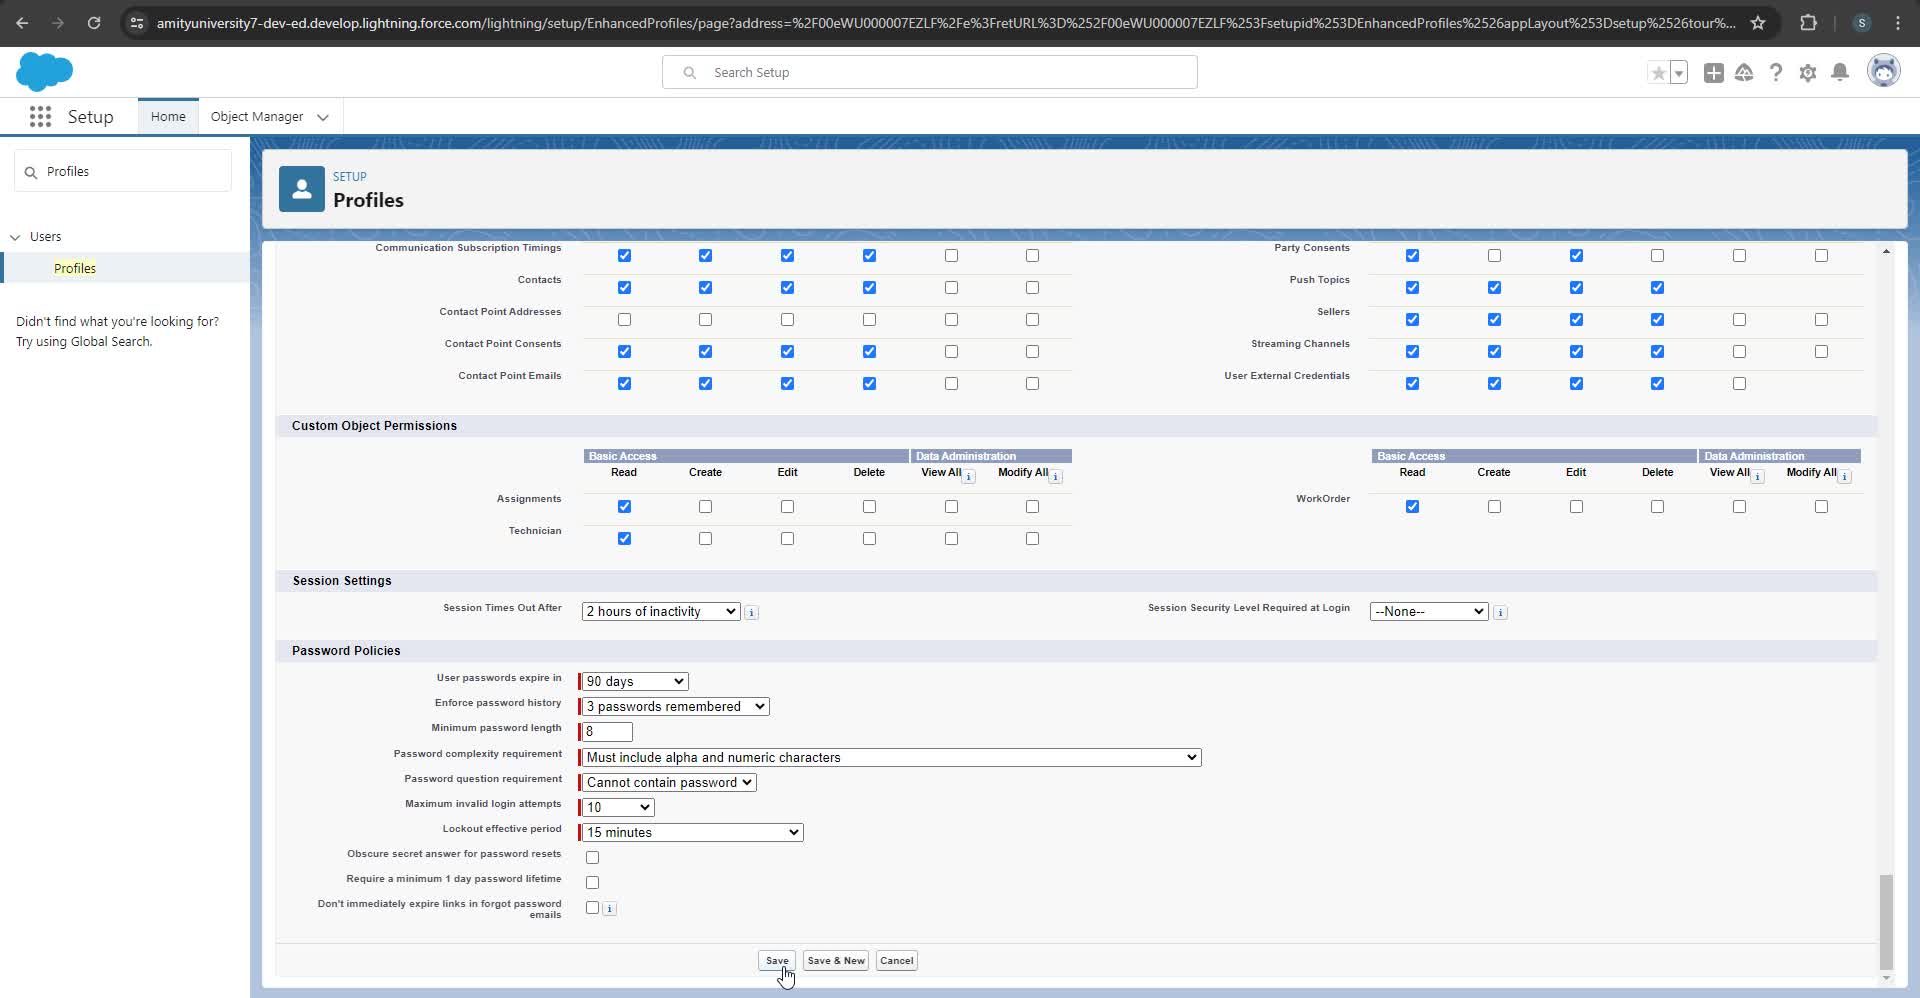 amityuniversity7-dev-ed.develop.lightning.force.com/lightning/setup/EnhancedProfiles/page?address=%2F00eWU000007EZLF%2Fe%3FretURL%3D%252F00eWU000007EZLF%253Fsetupid%253DEnhancedProfiles%2526appLayout%253Dsetup%2526tour%...
S
Search Setup
Setup
Home
Object Manager
Profiles
SETUP
Profiles
Users
Profiles
Didn't find what you're looking for?
Try using Global Search.
Communication Subscription Timings
Party Consents
Contacts
Push Topics
Contact Point Addresses
Sellers
Contact Point Consents
Streaming Channels
Contact Point Emails
User External Credentials
Custom Object Permissions
Basic Access Data Administration
Basic Access Data Administration
Read Create Edit Delete View All Modify All
Read Create Edit Delete View All Modify All
Assignments
WorkOrder
Technician
Session Settings
Session Times Out After 2 hours of inactivity
Session Security Level Required at Login --None--
Password Policies
User passwords expire in 90 days
Enforce password history 3 passwords remembered
Minimum password length 8
Password complexity requirement Must include alpha and numeric characters
Password question requirement Cannot contain password
Maximum invalid login attempts 10
Lockout effective period 15 minutes
Obscure secret answer for password resets
Require a minimum 1 day password lifetime
Don't immediately expire links in forgot password
emails
Save Save & New Cancel